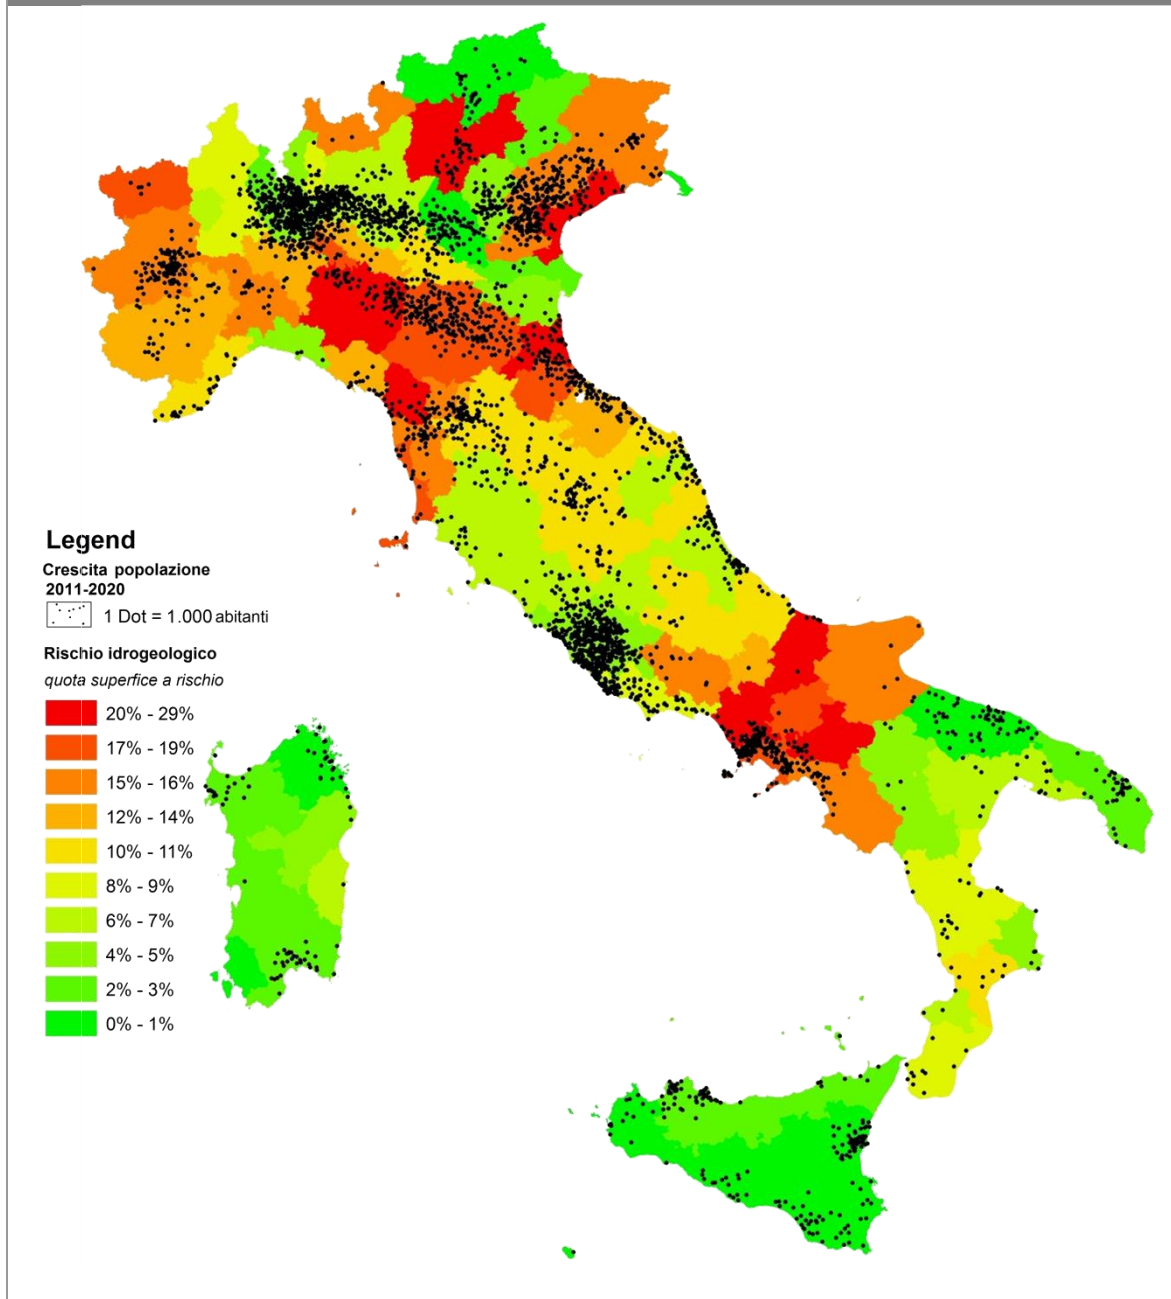 Legend
Crescita popolazione
2011-2020
1 Dot = 1.000 abitanti
Rischio idrogeologico
quota superfice a rischio
20% - 29%
17% - 19%
15% - 16%
12% - 14%
10% - 11%
8% - 9%
6% - 7%
4% - 5%
2% - 3%
0% - 1%